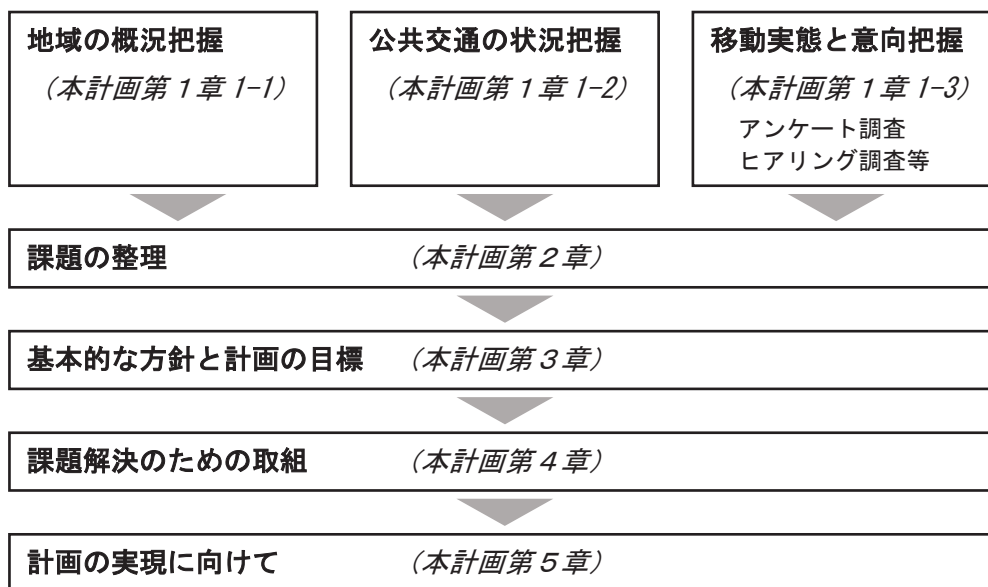 地域の概況把握
(本計画第1章1-1)
公共交通の状況把握
(本計画第1章1-2)
移動実態と意向把握
(本計画第1章1-3)
アンケート調査
ヒアリング調査等
課題の整理 (本計画第2章)
基本的な方針と計画の目標 (本計画第3章)
課題解決のための取組 (本計画第4章)
計画の実現に向けて (本計画第5章)